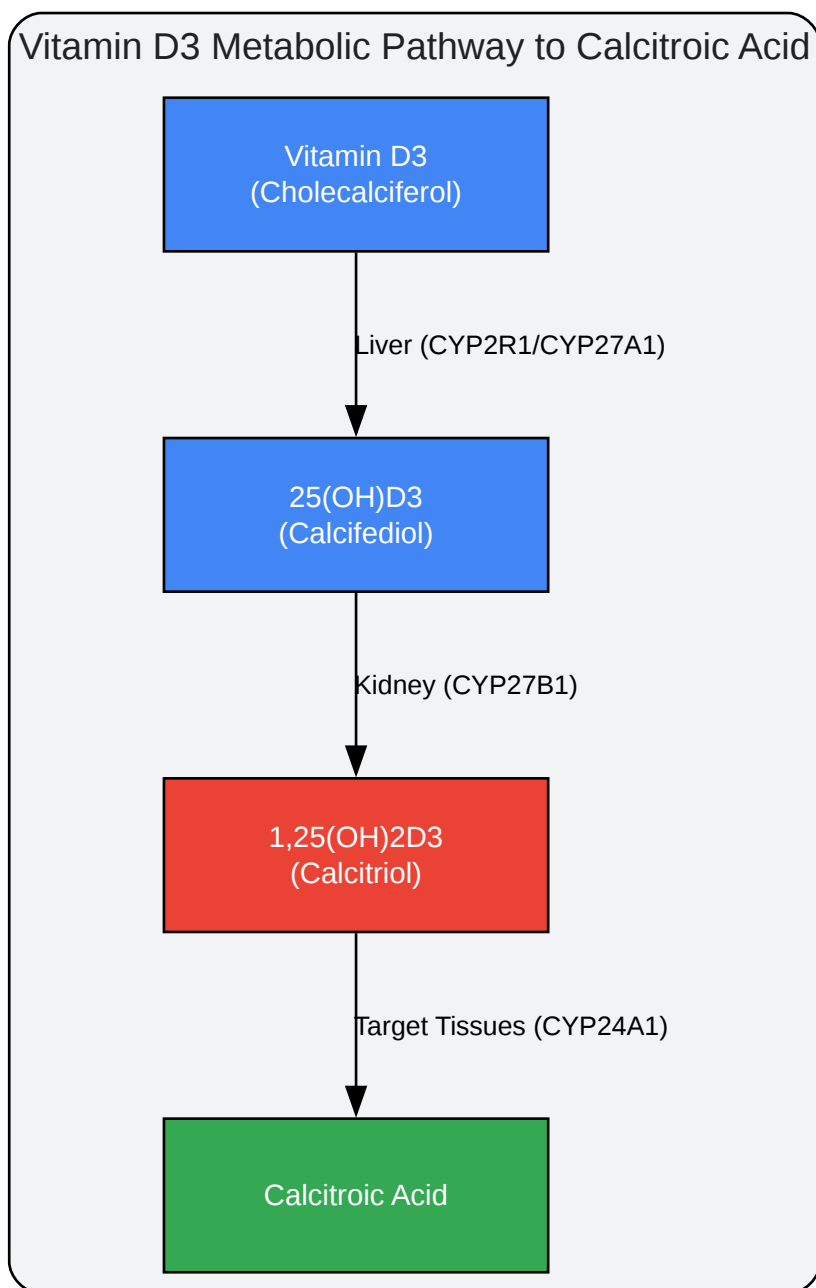 Vitamin D3 Metabolic Pathway to Calcitroic Acid
Vitamin D3
(Cholecalciferol)
Liver (CYP2R1/CYP27A1)
25(OH)D3
(Calcifediol)
Kidney (CYP27B1)
1,25(OH)2D3
(Calcitriol)
Target Tissues (CYP24A1)
Calcitroic Acid